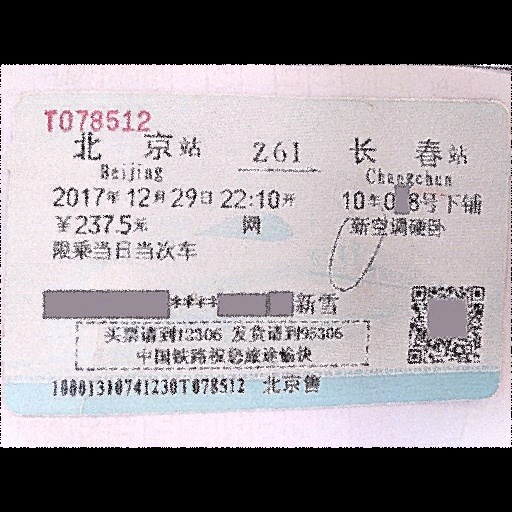 T078512
北京站 Z61 长春站
Beijing Changchun
2017年12月29日22:10开 10车0 8号下铺
￥237.5元 网 新空调硬卧
限乘当日当次车
****新雪
买票请到12306 发货请到95306
中国铁路祝您旅途愉快
10001310741230T078512 北京售